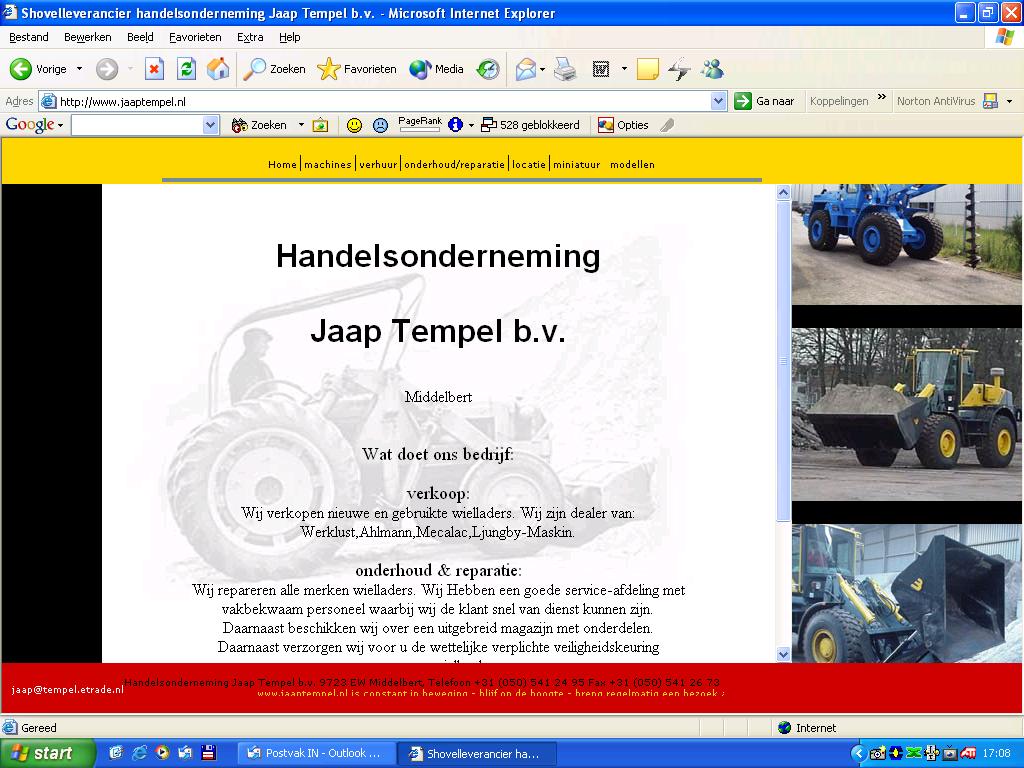 Shovelleverancier handelsonderneming Jaap Tempel b.v. - Microsoft Internet Explorer
Bestand Bewerken Beeld Favorieten Extra Help
Vorige Zoeken Favorieten Media
Adres http://www.jaaptempel.nl Ga naar Koppelingen » Norton AntiVirus
Google Zoeken PageRank 528 geblokkeerd Opties
Home machines verhuur onderhoud/reparatie locatie miniatuur modellen
Handelsonderneming
Jaap Tempel b.v.
Middelbert
Wat doet ons bedrijf:
verkoop:
Wij verkopen nieuwe en gebruikte wielladers. Wij zijn dealer van:
Werklust,Ahlmann,Mecalac,Ljungby-Maskin.
onderhoud & reparatie:
Wij repareren alle merken wielladers. Wij Hebben een goede service-afdeling met
vakbekwaam personeel waarbij wij de klant snel van dienst kunnen zijn.
Daarnaast beschikken wij over een uitgebreid magazijn met onderdelen.
Daarnaast verzorgen wij voor u de wettelijke verplichte veiligheidskeuring
Handelsonderneming Jaap Tempel b.v. 9723 EW Middelbert, Telefoon +31 (050) 541 24 95 Fax +31 (050) 541 26 73
jaap@tempel.etrade.nl
www.jaaptempel.nl is constant in beweging - blijf op de hoogte - breng regelmatig een bezoek
Gereed Internet
start Postvak IN - Outlook ... Shovelleverancier ha... 17:08